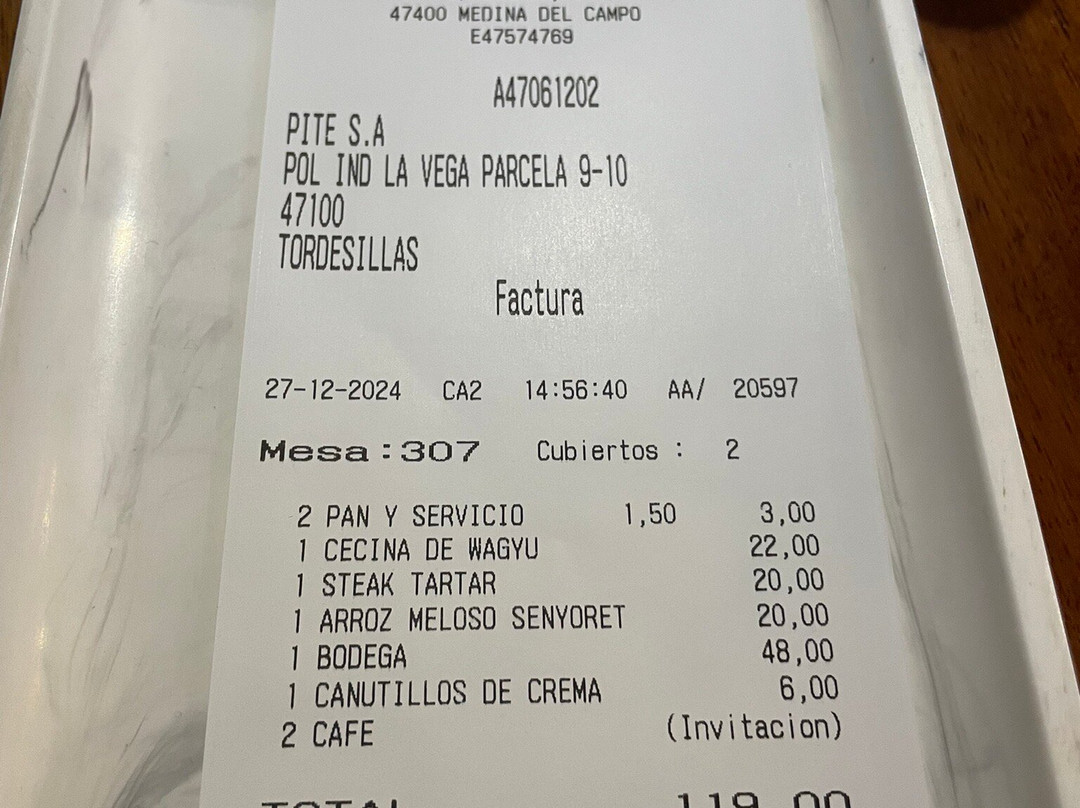 47400 MEDINA DEL CAMPO
E47574769
A47061202
PITE S.A
POL IND LA VEGA PARCELA 9-10
47100
TORDESILLAS
Factura
27-12-2024 CA2 14:56:40 AA/ 20597
Mesa :307 Cubiertos : 2
2 PAN Y SERVICIO 1,50 3,00
1 CECINA DE WAGYU 22,00
1 STEAK TARTAR 20,00
1 ARROZ MELOSO SENYORET 20,00
1 BODEGA 48,00
1 CANUTILLOS DE CREMA 6,00
2 CAFE (Invitacion)
TOTAL 119,00